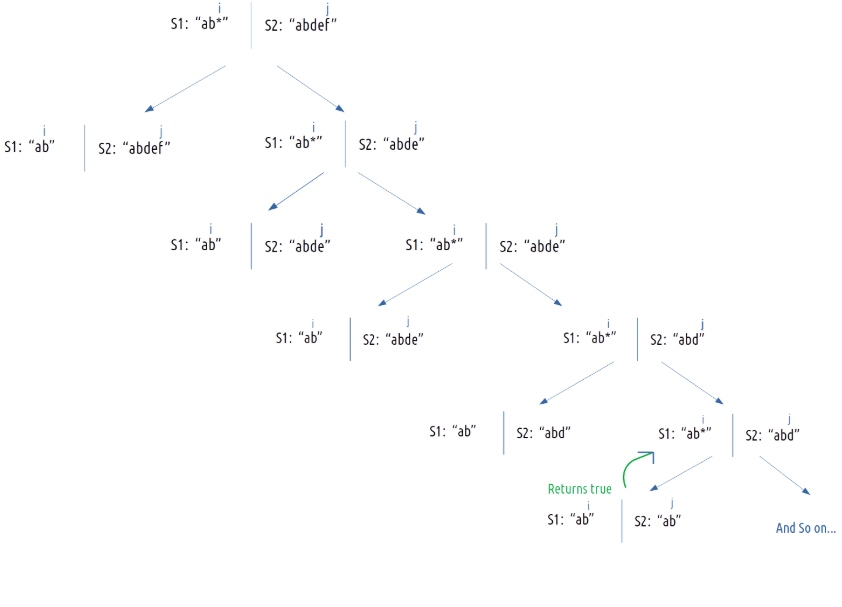 i j
S1: “ab*” S2: “abdef”
i j i j
S1: “ab” S2: “abdef” S1: “ab*” S2: “abde”
i j i j
S1: “ab” S2: “abde” S1: “ab*” S2: “abde”
i j i j
S1: “ab” S2: “abde” S1: “ab*” S2: “abd”
i j
S1: “ab” S2: “abd” S1: “ab*” S2: “abd”
Returns true
i j
S1: “ab” S2: “ab”
And So on...